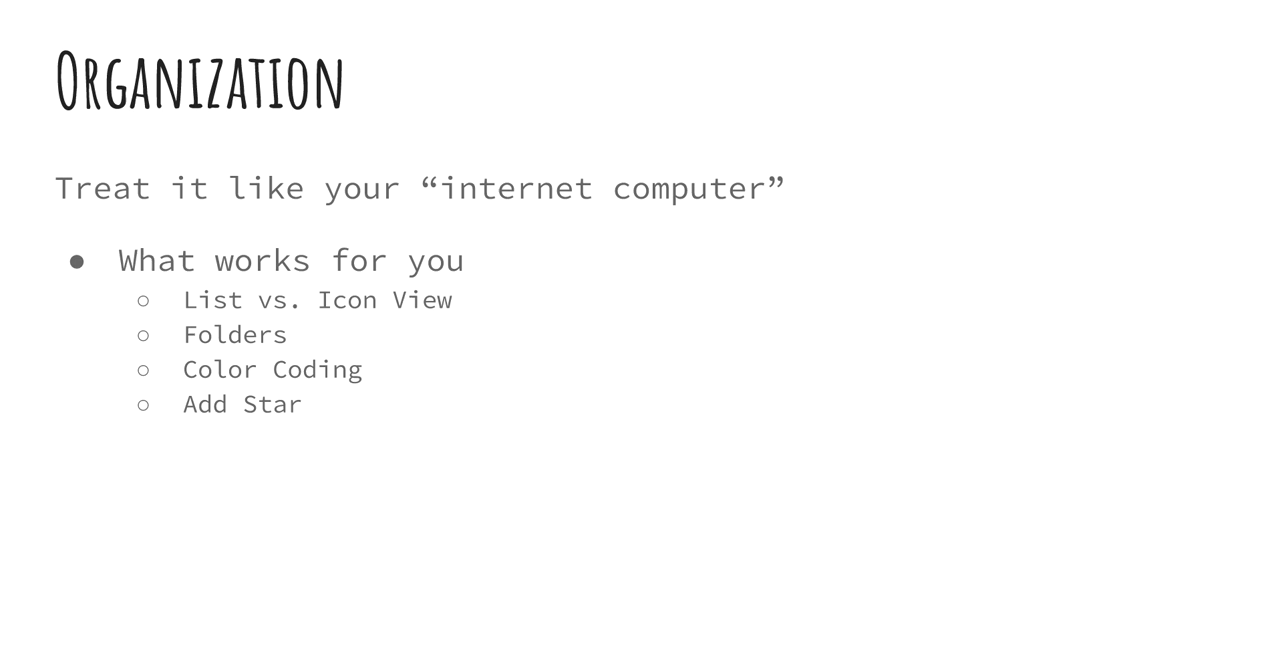 Organization
Treat it like your “internet computer”
● What works for you
○ List vs. Icon View
○ Folders
○ Color Coding
○ Add Star